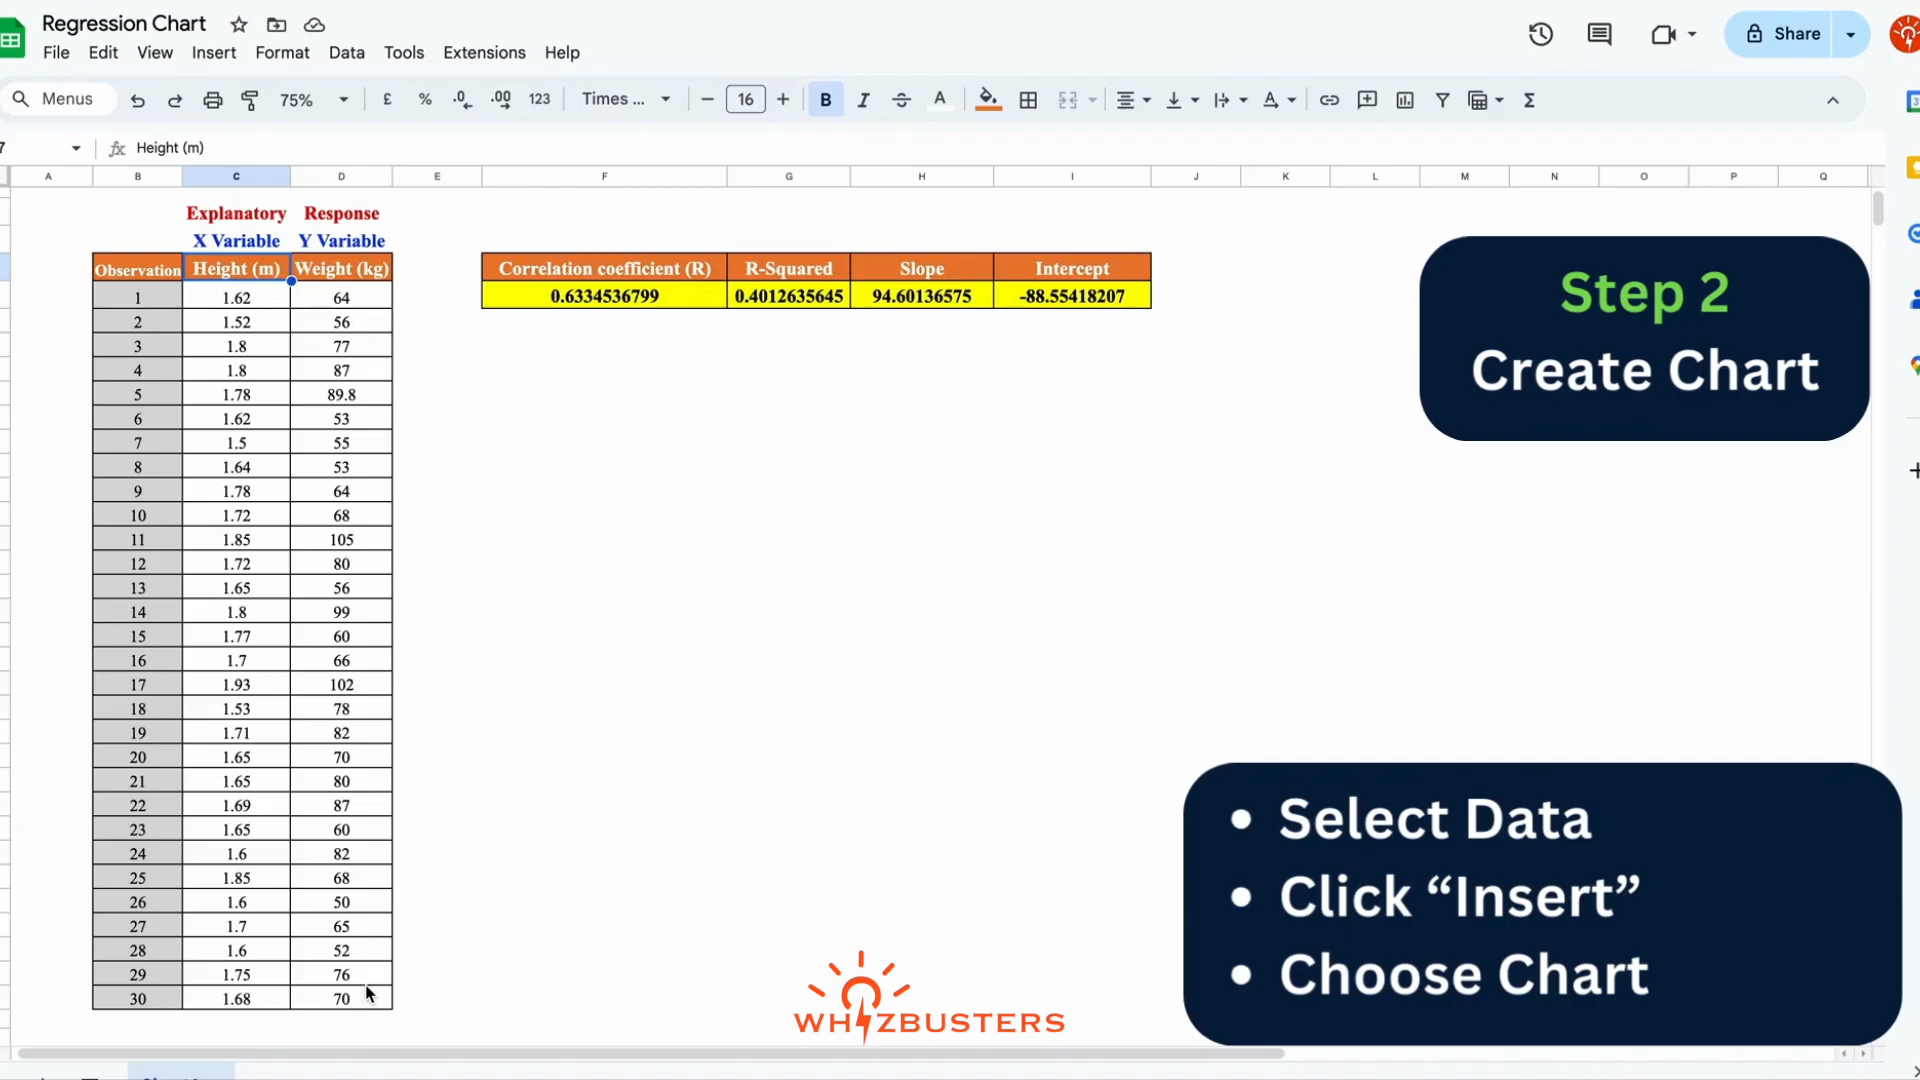 Regression Chart
File Edit View Insert Format Data Tools Extensions Help
Share
Menus 75% £ % .0 .00 123 Times ... 16 B I A Σ
7 fx Height (m)
A B C D E F G H I J K L M N O P Q
Explanatory Response
X Variable Y Variable
Observation Height (m) Weight (kg) Correlation coefficient (R) R-Squared Slope Intercept
1 1.62 64 0.6334536799 0.4012635645 94.60136575 -88.55418207
2 1.52 56
3 1.8 77
4 1.8 87
5 1.78 89.8
6 1.62 53
7 1.5 55
8 1.64 53
9 1.78 64
10 1.72 68
11 1.85 105
12 1.72 80
13 1.65 56
14 1.8 99
15 1.77 60
16 1.7 66
17 1.93 102
18 1.53 78
19 1.71 82
20 1.65 70
21 1.65 80
22 1.69 87
23 1.65 60
24 1.6 82
25 1.85 68
26 1.6 50
27 1.7 65
28 1.6 52
29 1.75 76
30 1.68 70
Step 2
Create Chart
• Select Data
• Click “Insert”
• Choose Chart
WHIZBUSTERS